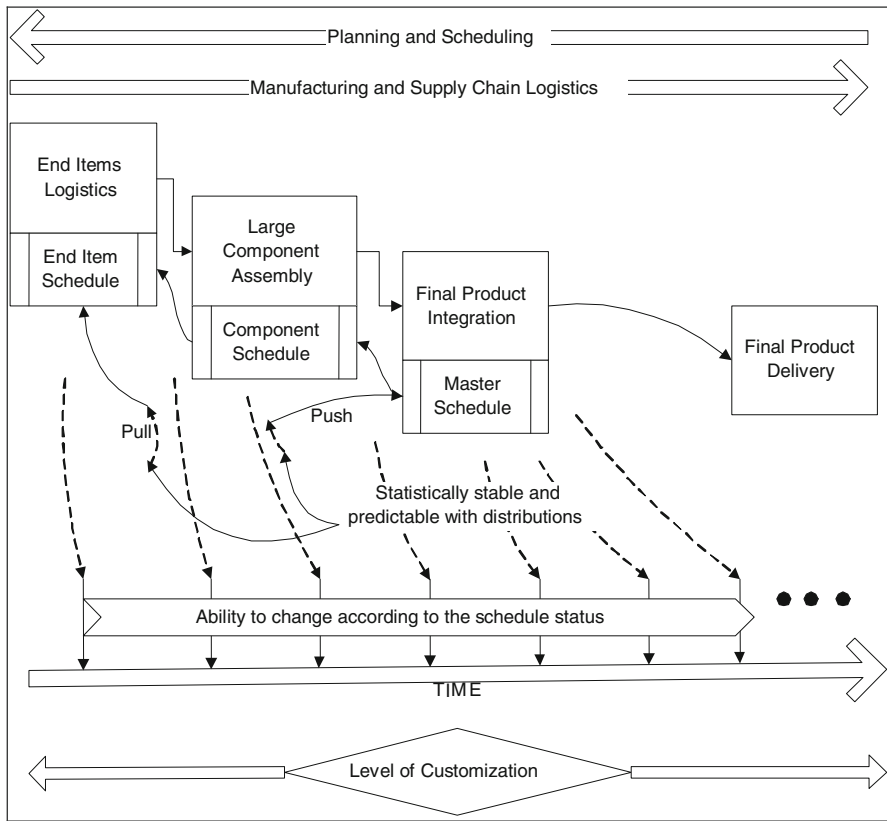 Planning and Scheduling
Manufacturing and Supply Chain Logistics
End Items
Logistics
End Item
Schedule
Large
Component
Assembly
Component
Schedule
Final Product
Integration
Master
Schedule
Final Product
Delivery
Pull
Push
Statistically stable and
predictable with distributions
Ability to change according to the schedule status
TIME
Level of Customization